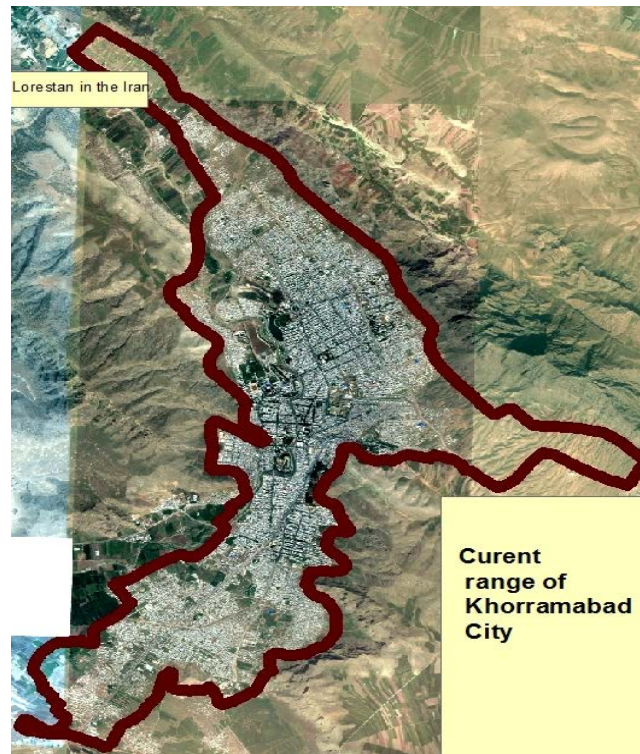 Lorestan in the Iran
Curent
range of
Khorramabad
City